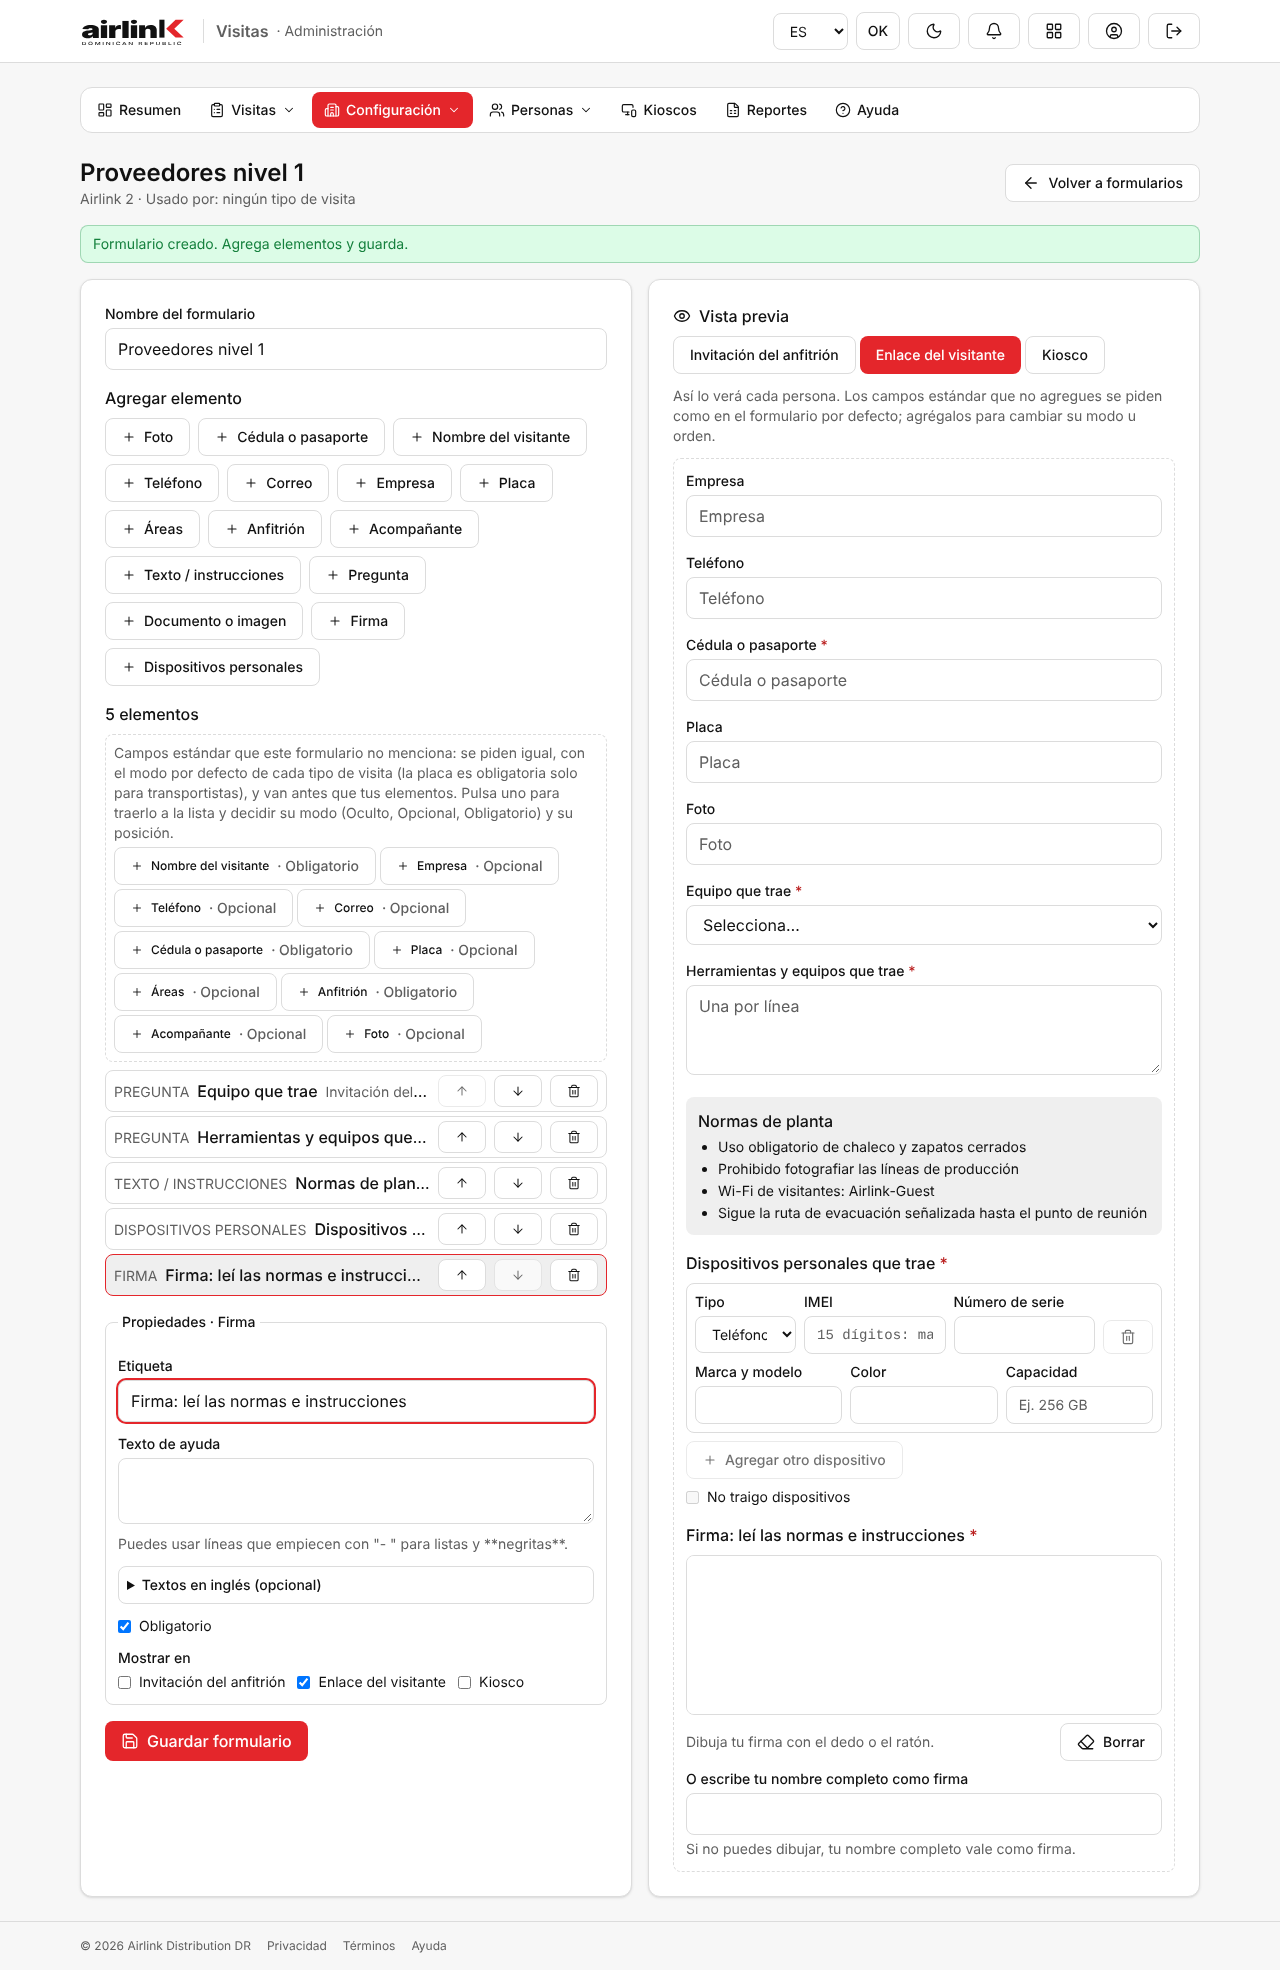 airlink
DOMINICAN REPUBLIC
Visitas · Administración
ES
OK
Resumen
Visitas
Configuración
Personas
Kioscos
Reportes
Ayuda
Proveedores nivel 1
Airlink 2 · Usado por: ningún tipo de visita
Volver a formularios
Formulario creado. Agrega elementos y guarda.
Nombre del formulario
Proveedores nivel 1
Agregar elemento
+ Foto
+ Cédula o pasaporte
+ Nombre del visitante
+ Teléfono
+ Correo
+ Empresa
+ Placa
+ Áreas
+ Anfitrión
+ Acompañante
+ Texto / instrucciones
+ Pregunta
+ Documento o imagen
+ Firma
+ Dispositivos personales
5 elementos
Campos estándar que este formulario no menciona: se piden igual, con
el modo por defecto de cada tipo de visita (la placa es obligatoria solo
para transportistas), y van antes que tus elementos. Pulsa uno para
traerlo a la lista y decidir su modo (Oculto, Opcional, Obligatorio) y su
posición.
+ Nombre del visitante · Obligatorio
+ Empresa · Opcional
+ Teléfono · Opcional
+ Correo · Opcional
+ Cédula o pasaporte · Obligatorio
+ Placa · Opcional
+ Áreas · Opcional
+ Anfitrión · Obligatorio
+ Acompañante · Opcional
+ Foto · Opcional
PREGUNTA Equipo que trae Invitación del...
PREGUNTA Herramientas y equipos que...
TEXTO / INSTRUCCIONES Normas de plan...
DISPOSITIVOS PERSONALES Dispositivos ...
FIRMA Firma: leí las normas e instrucci...
Propiedades · Firma
Etiqueta
Firma: leí las normas e instrucciones
Texto de ayuda
Puedes usar líneas que empiecen con "- " para listas y **negritas**.
Textos en inglés (opcional)
Obligatorio
Mostrar en
Invitación del anfitrión
Enlace del visitante
Kiosco
Guardar formulario
Vista previa
Invitación del anfitrión
Enlace del visitante
Kiosco
Así lo verá cada persona. Los campos estándar que no agregues se piden
como en el formulario por defecto; agrégalos para cambiar su modo u
orden.
Empresa
Empresa
Teléfono
Teléfono
Cédula o pasaporte *
Cédula o pasaporte
Placa
Placa
Foto
Foto
Equipo que trae *
Selecciona...
Herramientas y equipos que trae *
Una por línea
Normas de planta
• Uso obligatorio de chaleco y zapatos cerrados
• Prohibido fotografiar las líneas de producción
• Wi-Fi de visitantes: Airlink-Guest
• Sigue la ruta de evacuación señalizada hasta el punto de reunión
Dispositivos personales que trae *
Tipo
IMEI
Número de serie
Teléfono
15 dígitos: ma
Marca y modelo
Color
Capacidad
Ej. 256 GB
+ Agregar otro dispositivo
No traigo dispositivos
Firma: leí las normas e instrucciones *
Dibuja tu firma con el dedo o el ratón.
Borrar
O escribe tu nombre completo como firma
Si no puedes dibujar, tu nombre completo vale como firma.
© 2026 Airlink Distribution DR
Privacidad
Términos
Ayuda